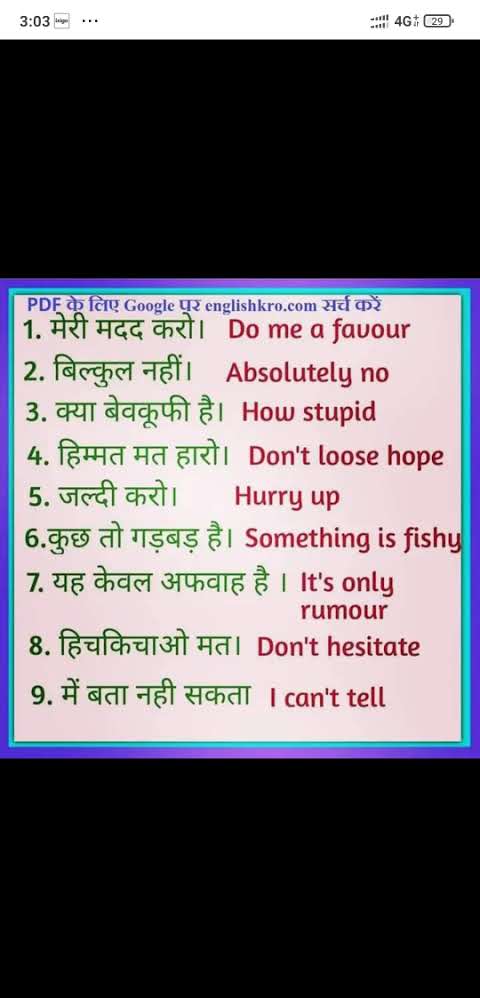 3:03
4G+
29
PDF के लिए Google पर englishkro.com सर्च करें
1. मेरी मदद करो। Do me a favour
2. बिल्कुल नहीं। Absolutely no
3. क्या बेवकूफी है। How stupid
4. हिम्मत मत हारो। Don't loose hope
5. जल्दी करो। Hurry up
6.कुछ तो गड़बड़ है। Something is fishy
7. यह केवल अफवाह है । It's only
rumour
8. हिचकिचाओ मत। Don't hesitate
9. में बता नही सकता I can't tell